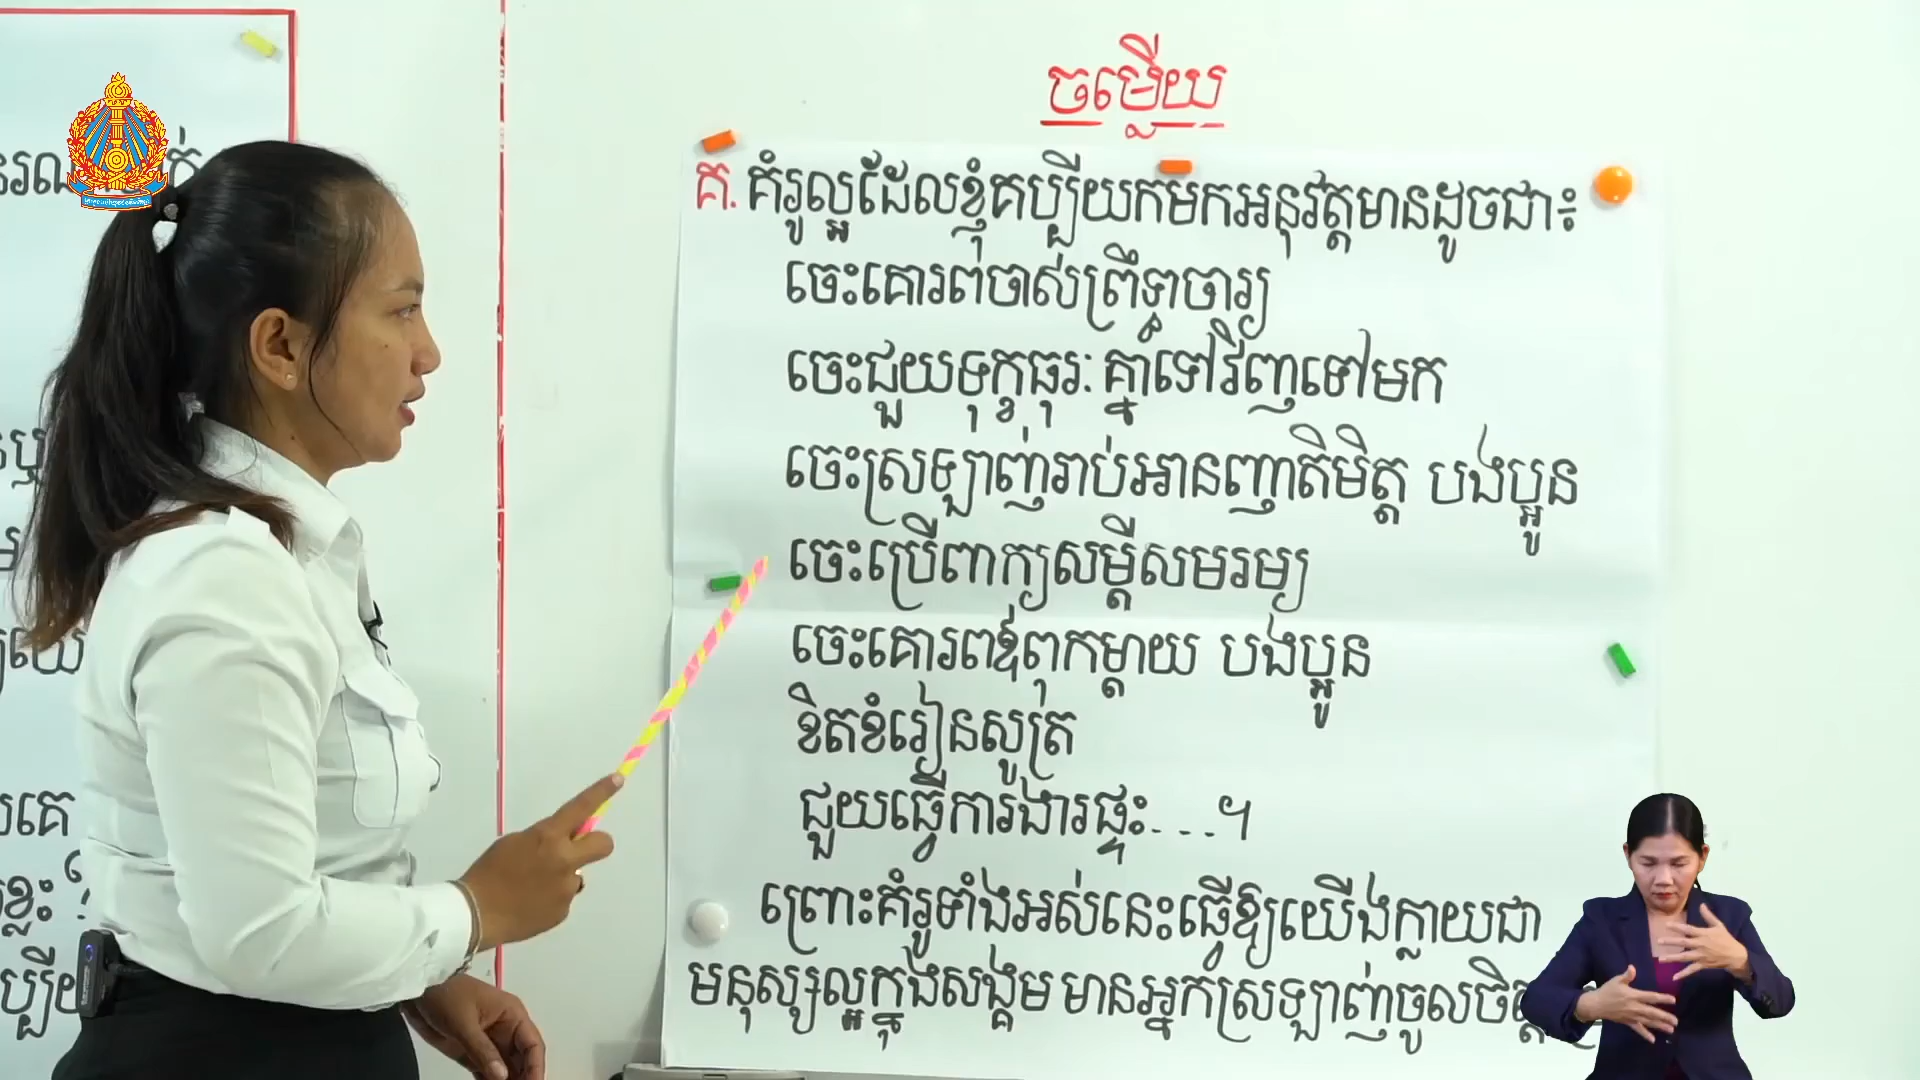 ចម្លើយ
គ. គំរូល្អដែលខ្ញុំគប្បីយកមកអនុវត្តមានដូចជា៖
ចេះគោរពចាស់ព្រឹទ្ធាចារ្យ
ចេះជួយទុក្ខធុរៈគ្នាទៅវិញទៅមក
ចេះស្រឡាញ់រាប់អានញាតិមិត្ត បងប្អូន
ចេះប្រើពាក្យសម្ដីសមរម្យ
ចេះគោរពឪពុកម្ដាយ បងប្អូន
ខិតខំរៀនសូត្រ
ជួយធ្វើការងារផ្ទះ...។
ព្រោះគំរូទាំងអស់នេះធ្វើឱ្យយើងក្លាយជា
មនុស្សល្អក្នុងសង្គម មានអ្នកស្រឡាញ់ចូលចិត្ត